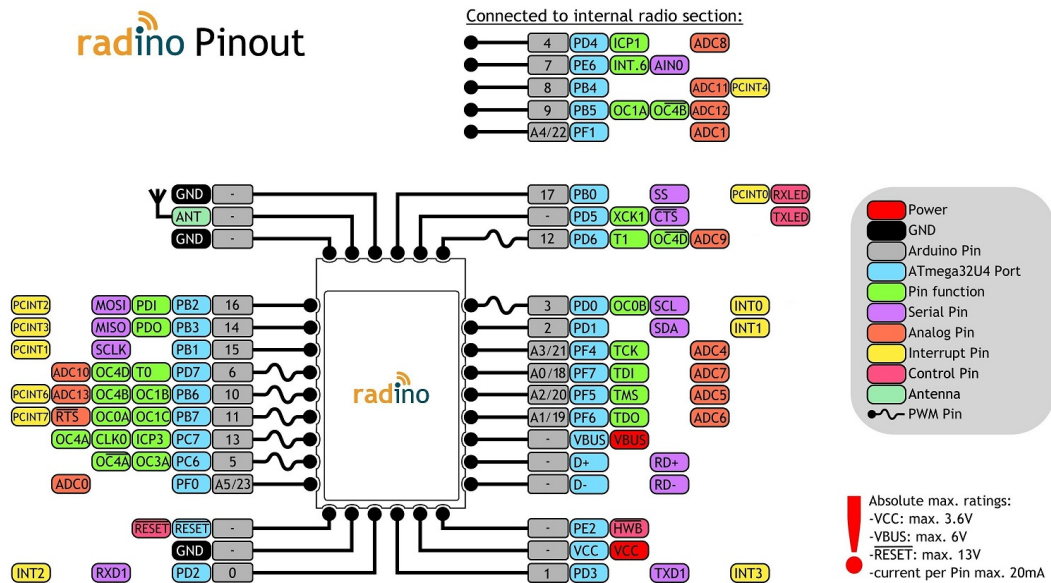 radino Pinout
Connected to internal radio section:
4 PD4 ICP1 ADC8
7 PE6 INT.6 AIN0
8 PB4 ADC11 PCINT4
9 PB5 OC1A OC4B ADC12
A4/22 PF1 ADC1
GND -
ANT -
GND -
17 PB0 SS PCINT0 RXLED
- PD5 XCK1 CTS TXLED
12 PD6 T1 OC4D ADC9
PCINT2 MOSI PDI PB2 16
PCINT3 MISO PDO PB3 14
PCINT1 SCLK PB1 15
ADC10 OC4D T0 PD7 6
PCINT6 ADC13 OC4B OC1B PB6 10
PCINT7 RTS OC0A OC1C PB7 11
OC4A CLK0 ICP3 PC7 13
OC4A OC3A PC6 5
ADC0 PF0 A5/23
radino
3 PD0 OC0B SCL INT0
2 PD1 SDA INT1
A3/21 PF4 TCK ADC4
A0/18 PF7 TDI ADC7
A2/20 PF5 TMS ADC5
A1/19 PF6 TDO ADC6
- VBUS VBUS
- D+ RD+
- D- RD-
RESET RESET -
GND -
INT2 RXD1 PD2 0
- PE2 HWB
- VCC VCC
1 PD3 TXD1 INT3
Power
GND
Arduino Pin
ATmega32U4 Port
Pin function
Serial Pin
Analog Pin
Interrupt Pin
Control Pin
Antenna
PWM Pin
Absolute max. ratings:
-VCC: max. 3.6V
-VBUS: max. 6V
-RESET: max. 13V
-current per Pin max. 20mA